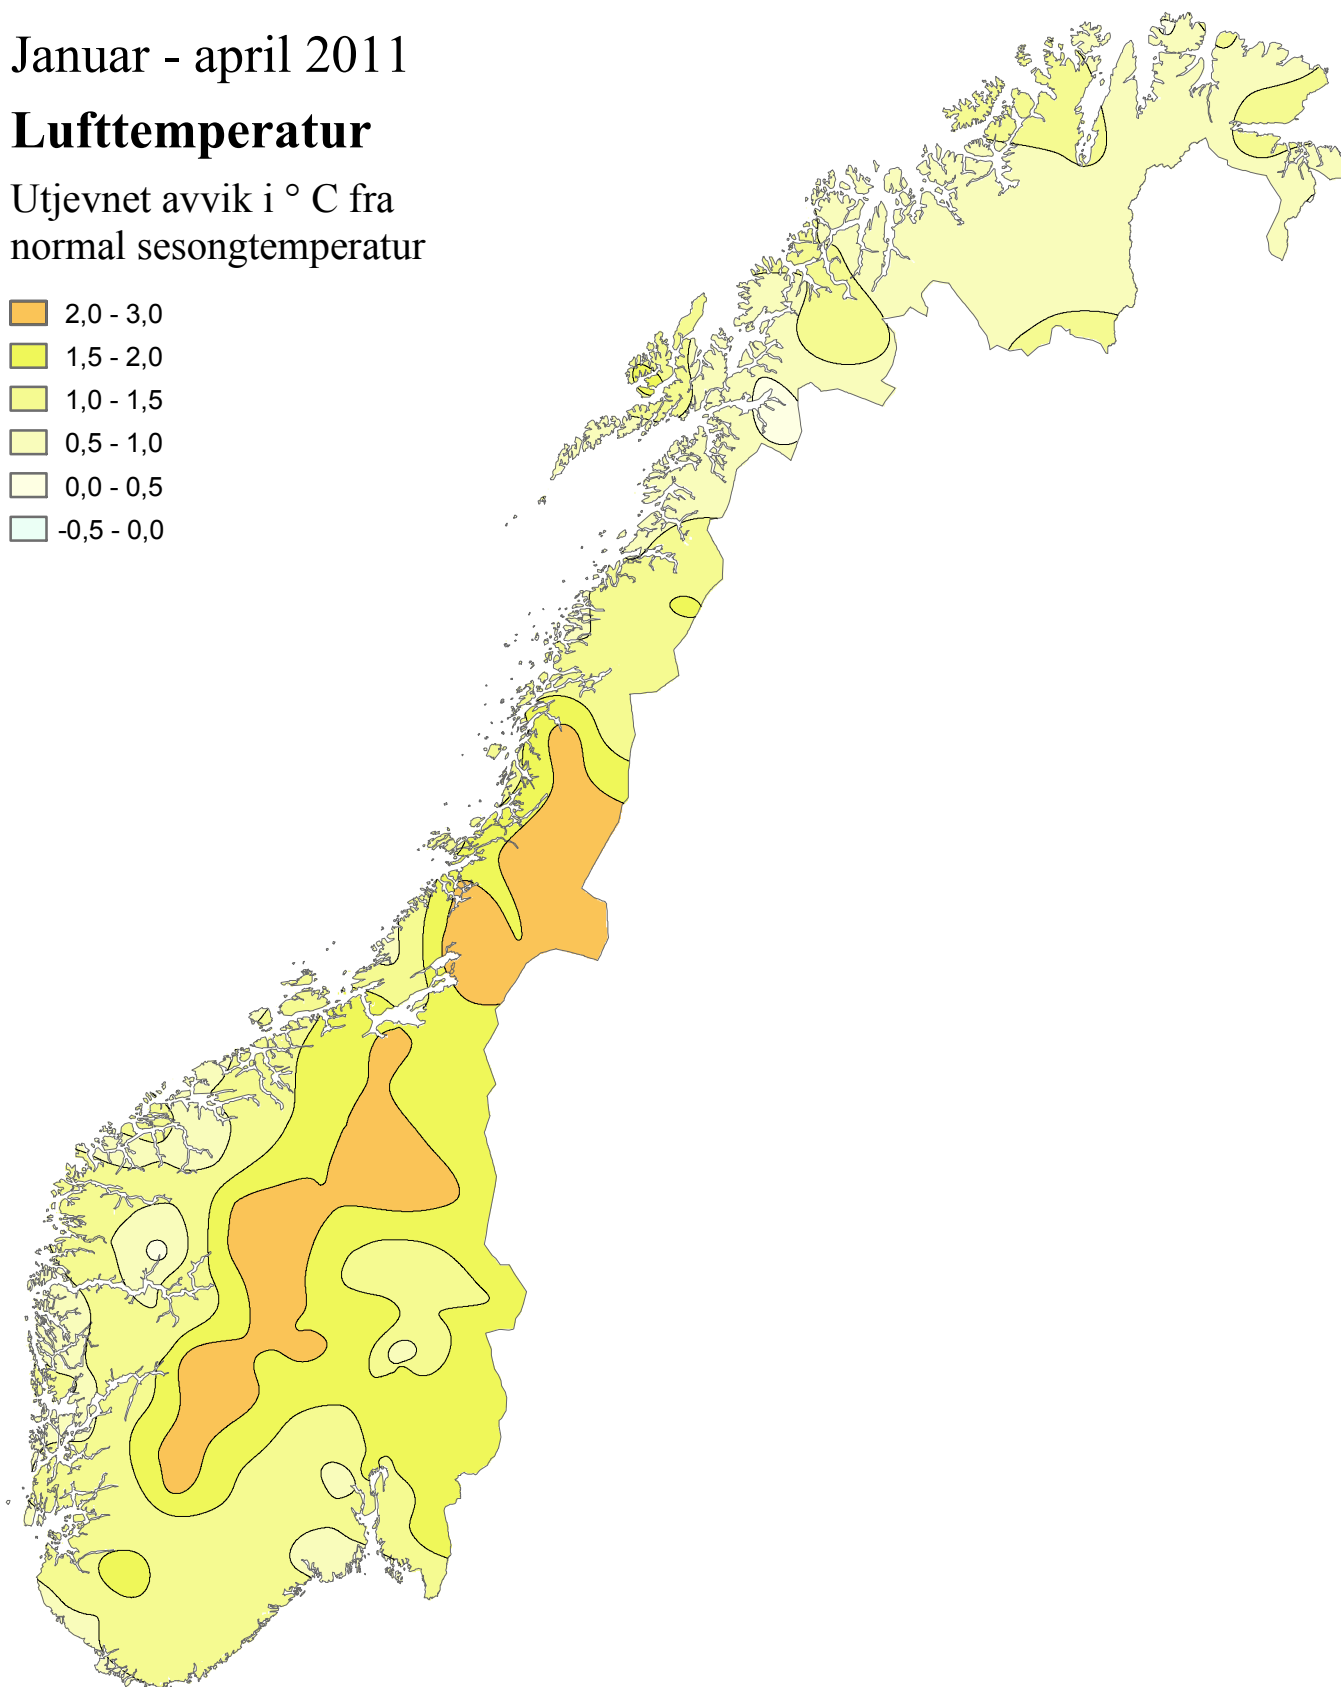 Januar - april 2011
Lufttemperatur
Utjevnet avvik i ° C fra
normal sesongtemperatur
2,0 - 3,0
1,5 - 2,0
1,0 - 1,5
0,5 - 1,0
0,0 - 0,5
-0,5 - 0,0